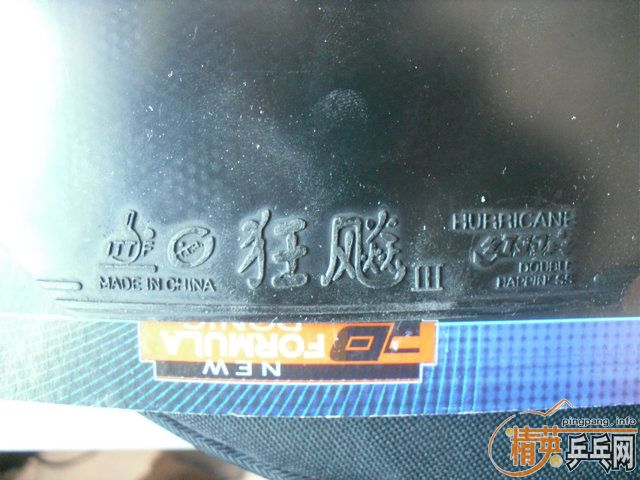 ITTF
狂飚 III
MADE IN CHINA
HURRICANE
DOUBLE
HAPPINESS
NEW
FORMULA
DONIC
pingpang.info
精英乒乓网